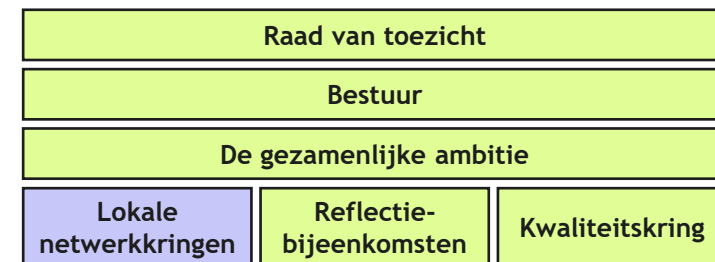 Raad van toezicht
Bestuur
De gezamenlijke ambitie
Lokale
netwerkkringen
Reflectie-
bijeenkomsten
Kwaliteitskring